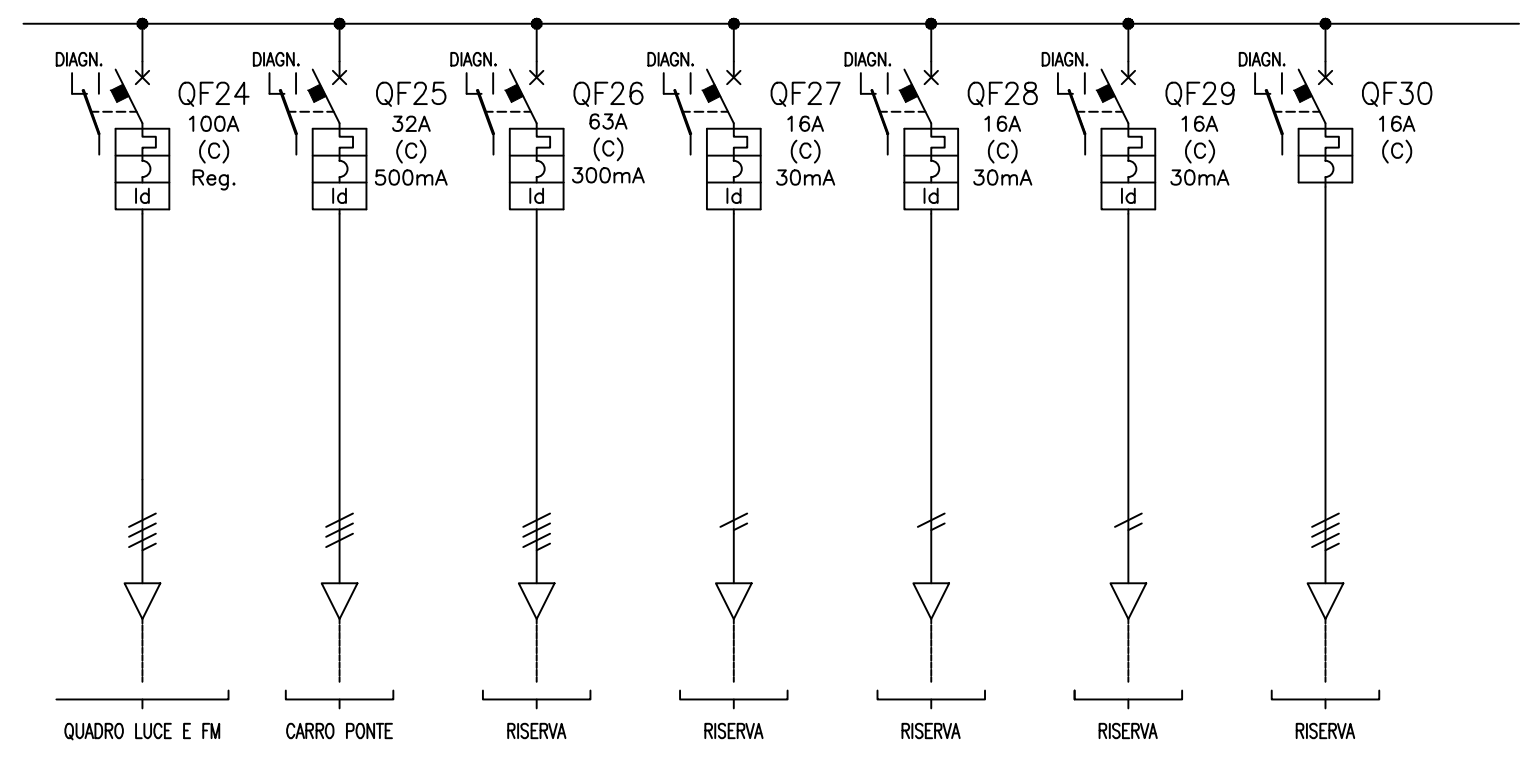 DIAGN.
QF24
100A
(C)
Reg.
Id
DIAGN.
QF25
32A
(C)
500mA
Id
DIAGN.
QF26
63A
(C)
300mA
Id
DIAGN.
QF27
16A
(C)
30mA
Id
DIAGN.
QF28
16A
(C)
30mA
Id
DIAGN.
QF29
16A
(C)
30mA
Id
DIAGN.
QF30
16A
(C)
QUADRO LUCE E FM
CARRO PONTE
RISERVA
RISERVA
RISERVA
RISERVA
RISERVA